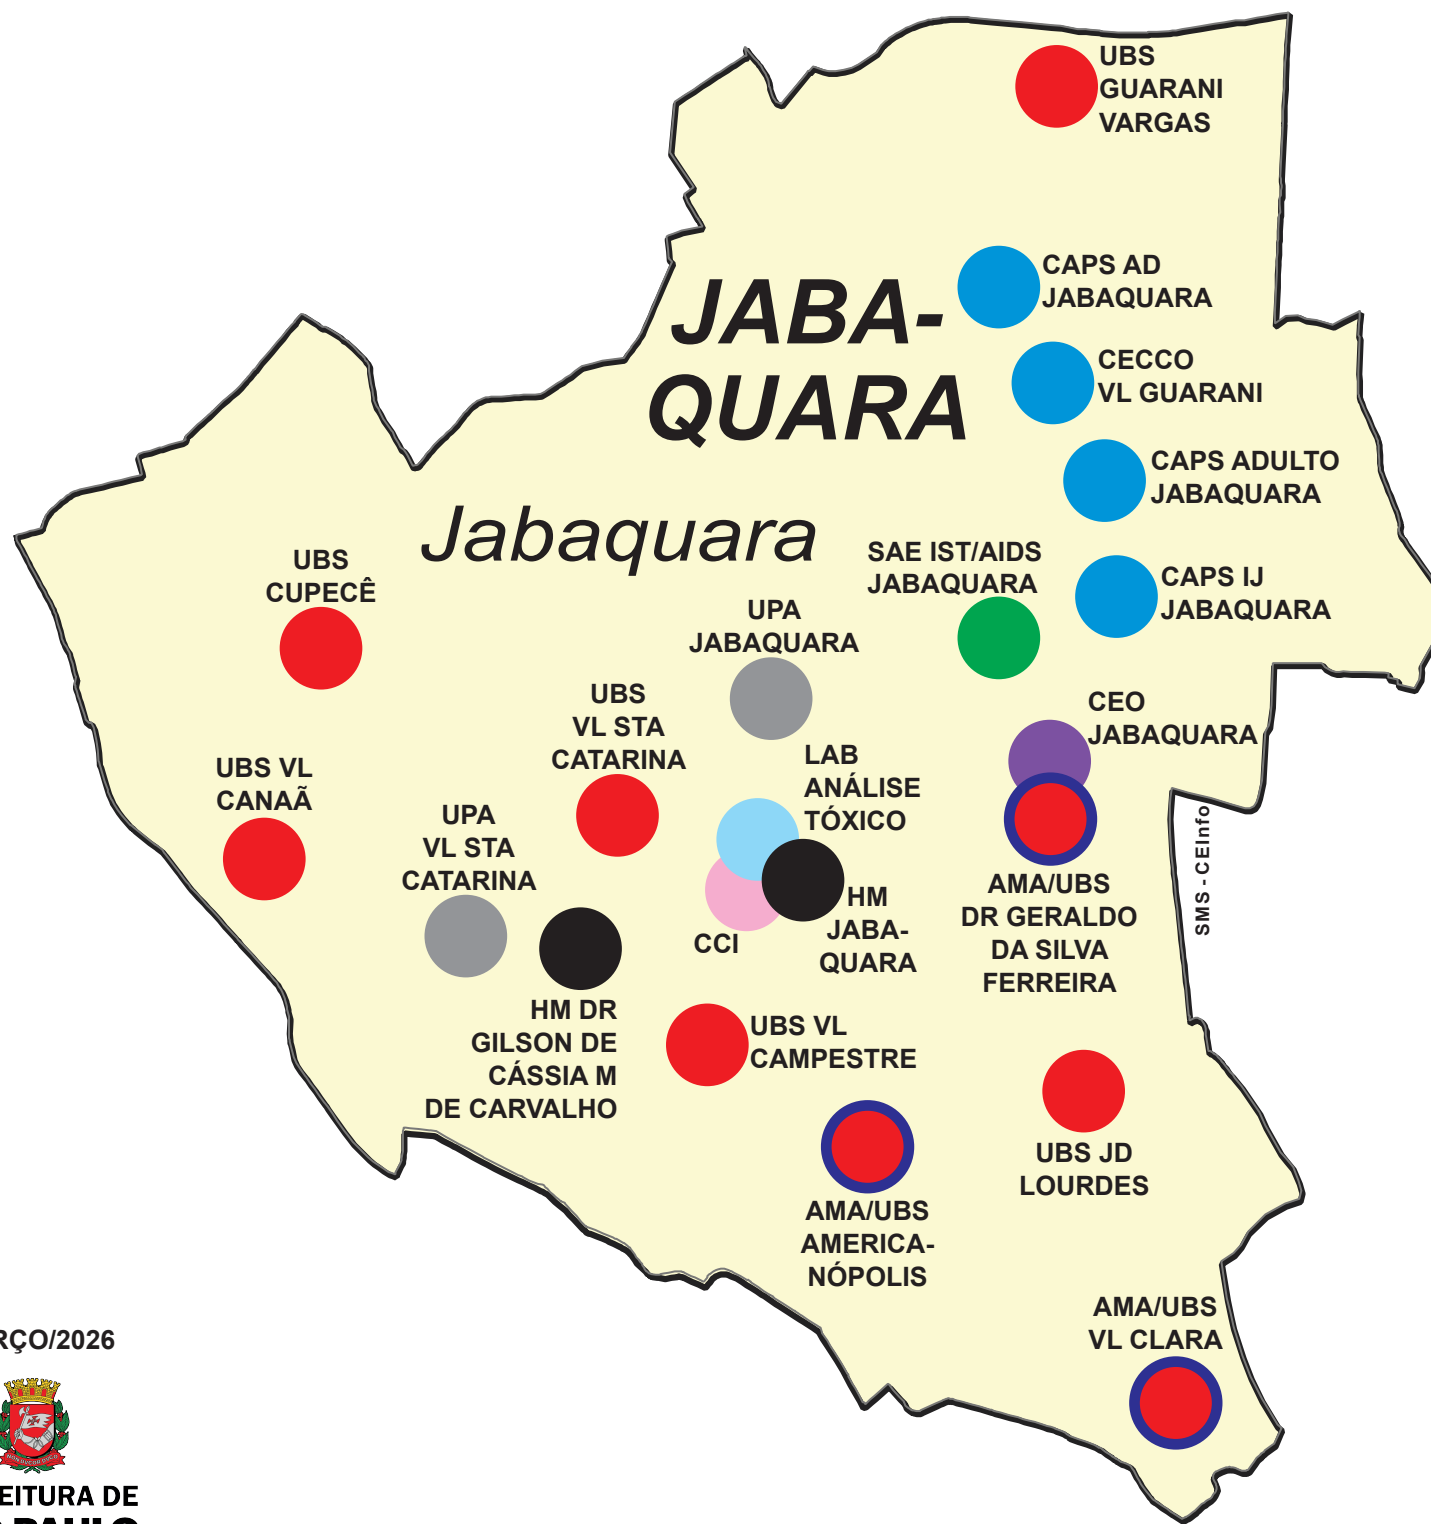 UBS
GUARANI
VARGAS
CAPS AD
JABAQUARA
JABA-
QUARA
CECCO
VL GUARANI
CAPS ADULTO
JABAQUARA
Jabaquara
SAE IST/AIDS
JABAQUARA
CAPS IJ
JABAQUARA
UBS
CUPECÊ
UPA
JABAQUARA
UBS
VL STA
CATARINA
CEO
JABAQUARA
UBS VL
CANAÃ
LAB
ANÁLISE
TÓXICO
UPA
VL STA
CATARINA
SMS - CEInfo
AMA/UBS
DR GERALDO
DA SILVA
FERREIRA
HM
JABA-
QUARA
CCI
HM DR
GILSON DE
CÁSSIA M
DE CARVALHO
UBS VL
CAMPESTRE
UBS JD
LOURDES
AMA/UBS
AMERICA-
NÓPOLIS
AMA/UBS
VL CLARA
RÇO/2026
EITURA DE
PAULO